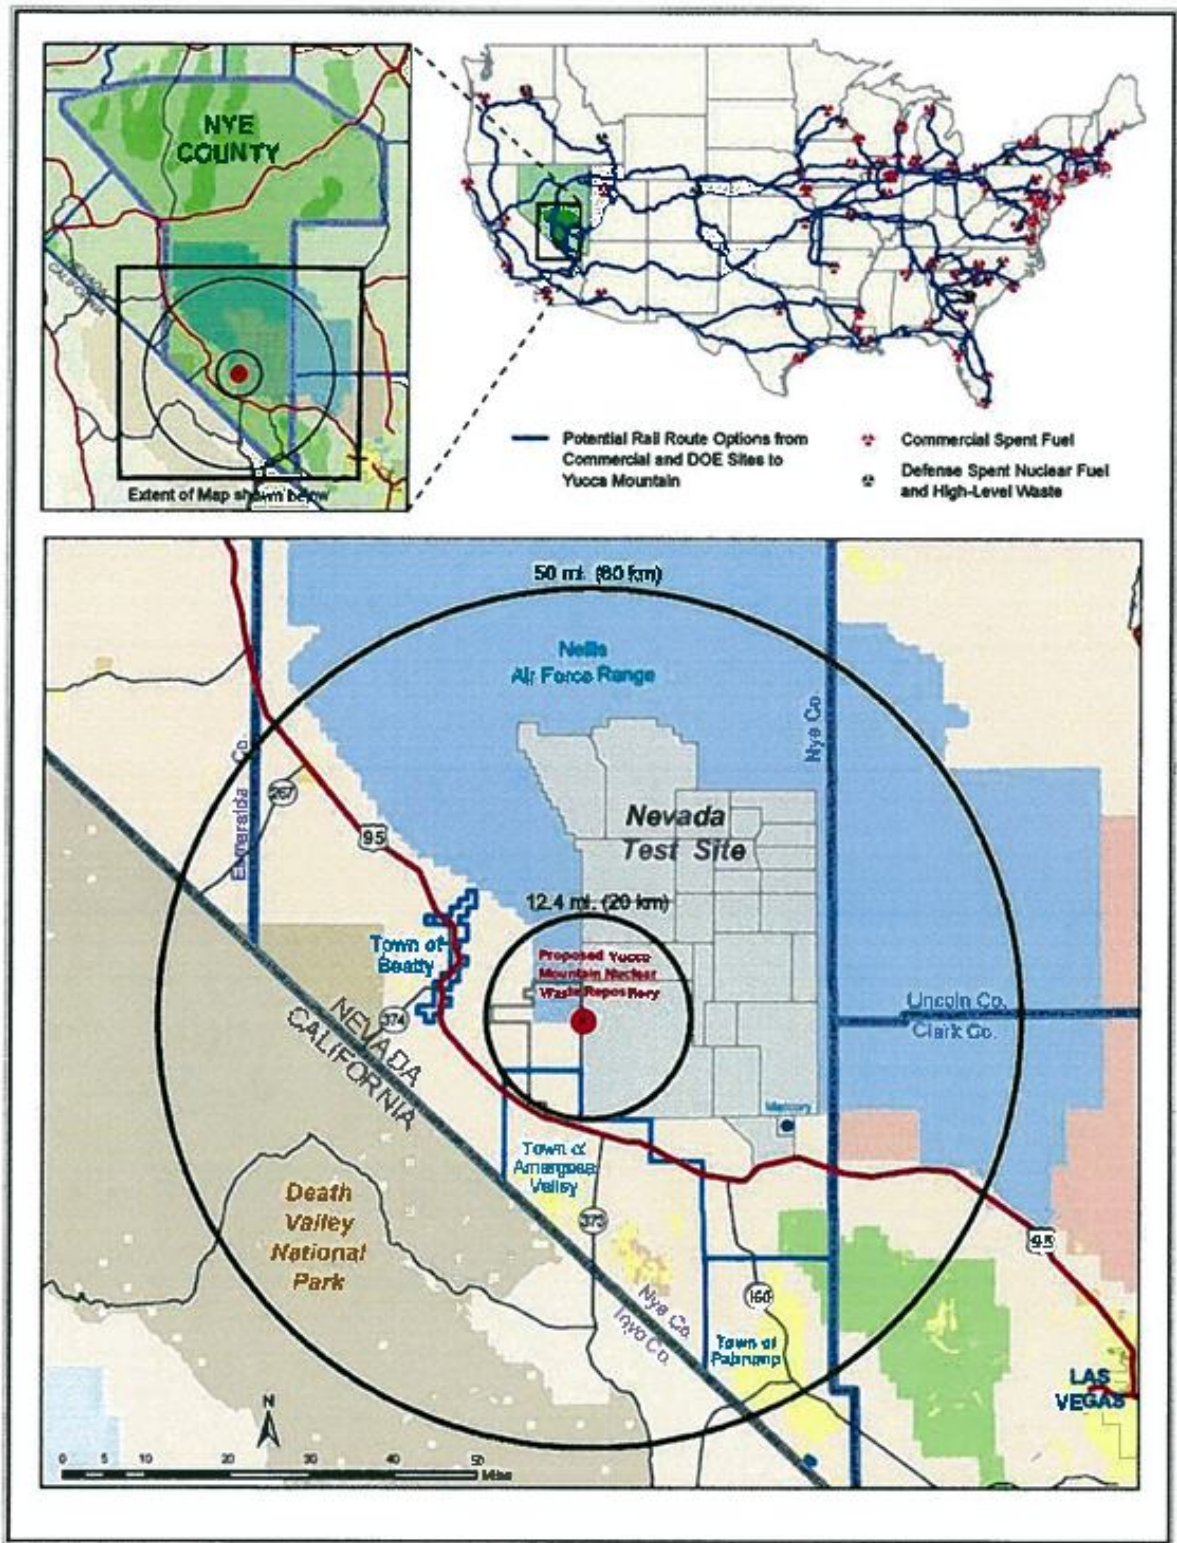 NYE
COUNTY
NEVADA
CALIFORNIA
Extent of Map shown below
Potential Rail Route Options from
Commercial and DOE Sites to
Yucca Mountain
Commercial Spent Fuel
Defense Spent Nuclear Fuel
and High-Level Waste
50 mi. (80 km)
Nellis
Air Force Range
Nye Co.
Esmeralda Co.
267
95
Nevada
Test Site
12.4 mi. (20 km)
Town of
Beatty
Proposed Yucca
Mountain Nuclear
Waste Repository
374
NEVADA
CALIFORNIA
Lincoln Co.
Clark Co.
Mercury
Town of
Amargosa
Valley
Death
Valley
National
Park
373
95
160
Nye Co.
Inyo Co.
Town of
Pahrump
LAS
VEGAS
N
0 5 10 20 30 40 50
Miles